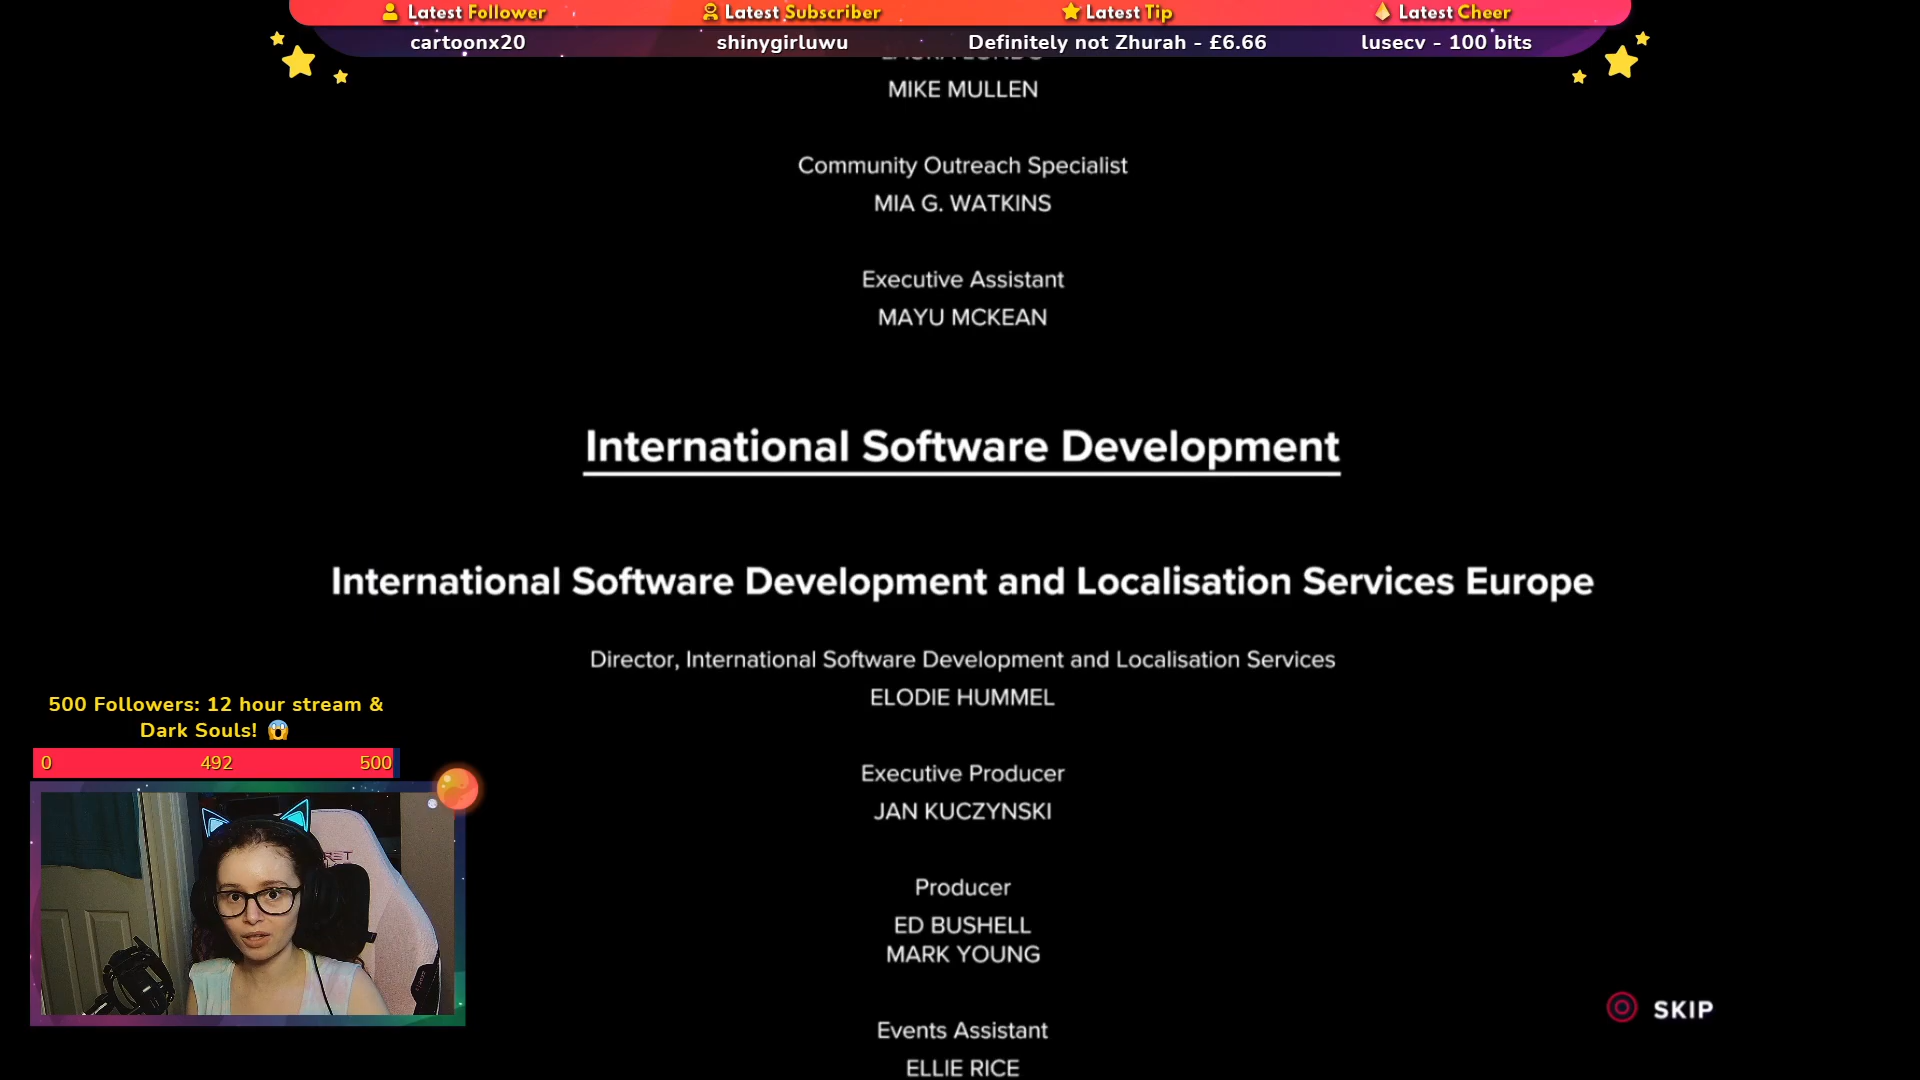 Latest Follower
cartoonx20
Latest Subscriber
shinygirluwu
Latest Tip
Definitely not Zhurah - £6.66
Latest Cheer
lusecv - 100 bits
MIKE MULLEN
Community Outreach Specialist
MIA G. WATKINS
Executive Assistant
MAYU MCKEAN
International Software Development
International Software Development and Localisation Services Europe
Director, International Software Development and Localisation Services
ELODIE HUMMEL
Executive Producer
JAN KUCZYNSKI
Producer
ED BUSHELL
MARK YOUNG
Events Assistant
ELLIE RICE
500 Followers: 12 hour stream &
Dark Souls! 😱
0 492 500
SKIP